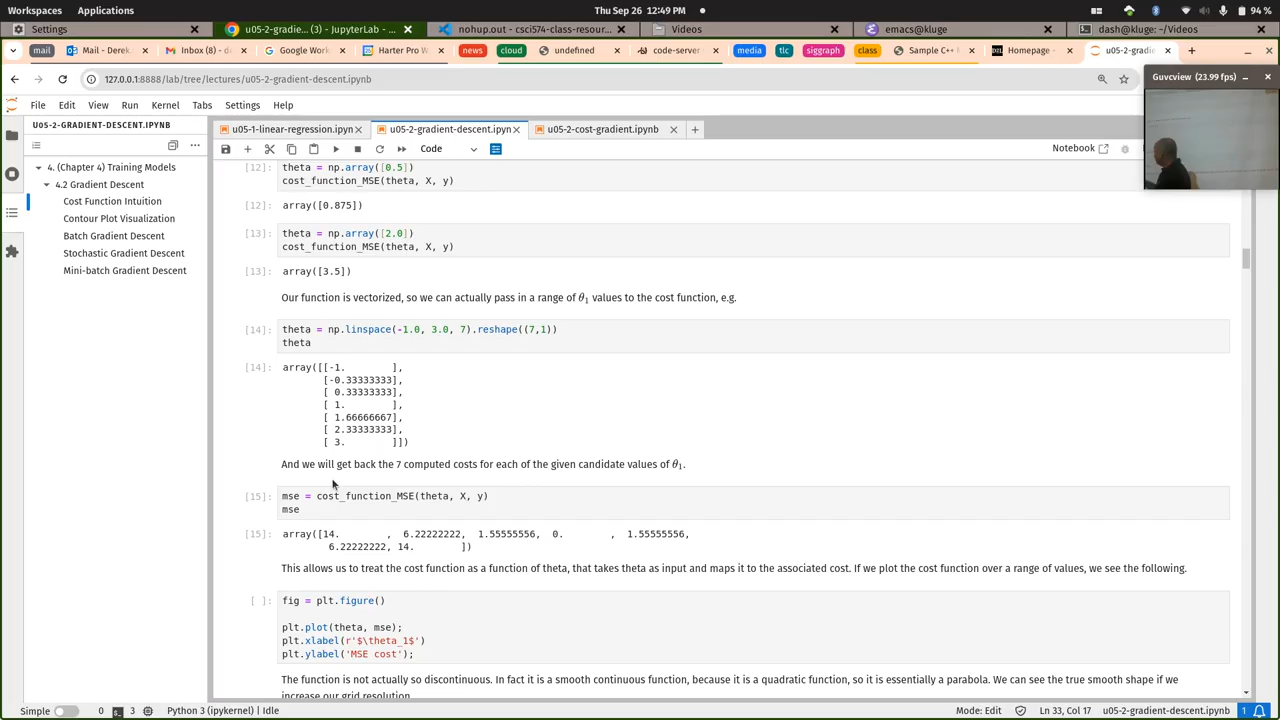 Workspaces Applications Thu Sep 26 12:49 PM 94 %
Settings u05-2-gradie... (3) - JupyterLab - nohup.out - csci574-class-resour... Videos emacs@kluge dash@kluge: ~/Videos
mail Mail - Derek. Inbox (8) - d Google Work Harter Pro W news cloud undefined code-server media tlc siggraph class Sample C++ Homepage - u05-2-gradi
127.0.0.1:8888/lab/tree/lectures/u05-2-gradient-descent.ipynb
Guvcview (23.99 fps)
File Edit View Run Kernel Tabs Settings Help
U05-2-GRADIENT-DESCENT.IPYNB
u05-1-linear-regression.ipyn u05-2-gradient-descent.ipyn u05-2-cost-gradient.ipynb
Code Notebook
4. (Chapter 4) Training Models
4.2 Gradient Descent
Cost Function Intuition
Contour Plot Visualization
Batch Gradient Descent
Stochastic Gradient Descent
Mini-batch Gradient Descent
[12]: theta = np.array([0.5])
cost_function_MSE(theta, X, y)
[12]: array([0.875])
[13]: theta = np.array([2.0])
cost_function_MSE(theta, X, y)
[13]: array([3.5])
Our function is vectorized, so we can actually pass in a range of θ₁ values to the cost function, e.g.
[14]: theta = np.linspace(-1.0, 3.0, 7).reshape((7,1))
theta
[14]: array([[-1. ],
[-0.33333333],
[ 0.33333333],
[ 1. ],
[ 1.66666667],
[ 2.33333333],
[ 3. ]])
And we will get back the 7 computed costs for each of the given candidate values of θ₁.
[15]: mse = cost_function_MSE(theta, X, y)
mse
[15]: array([14. , 6.22222222, 1.55555556, 0. , 1.55555556,
6.22222222, 14. ])
This allows us to treat the cost function as a function of theta, that takes theta as input and maps it to the associated cost. If we plot the cost function over a range of values, we see the following.
[ ]: fig = plt.figure()
plt.plot(theta, mse);
plt.xlabel(r'$\theta_1$')
plt.ylabel('MSE cost');
The function is not actually so discontinuous. In fact it is a smooth continuous function, because it is a quadratic function, so it is essentially a parabola. We can see the true smooth shape if we
increase our grid resolution.
Simple 0 3 Python 3 (ipykernel) | Idle Mode: Edit Ln 33, Col 17 u05-2-gradient-descent.ipynb 1